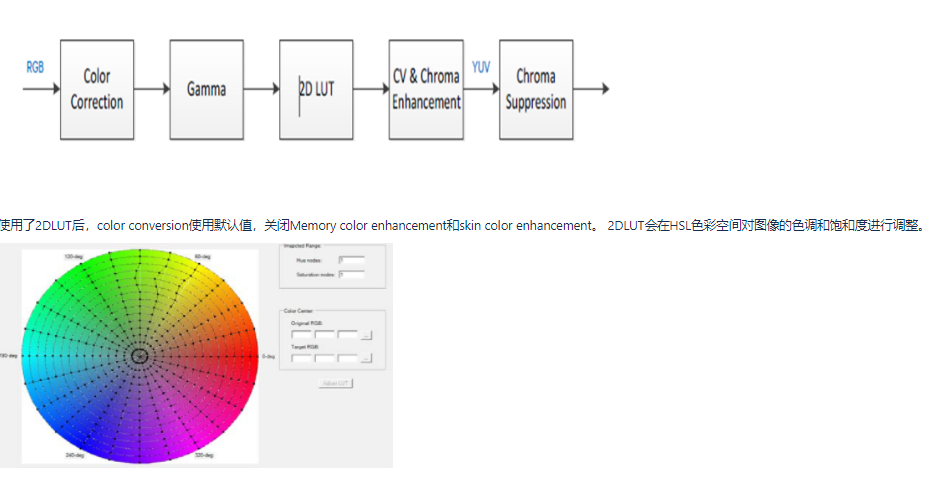 RGB
Color
Correction
Gamma
2D LUT
CV & Chroma
Enhancement
YUV
Chroma
Suppression
使用了2DLUT后，color conversion使用默认值，关闭Memory color enhancement和skin color enhancement。 2DLUT会在HSL色彩空间对图像的色调和饱和度进行调整。
120-deg
60-deg
180-deg
0-deg
240-deg
Impacted Range
Hue nodes:
Saturation nodes:
Color Center
Original RGB:
...
Target RGB:
...
Adjust LUT